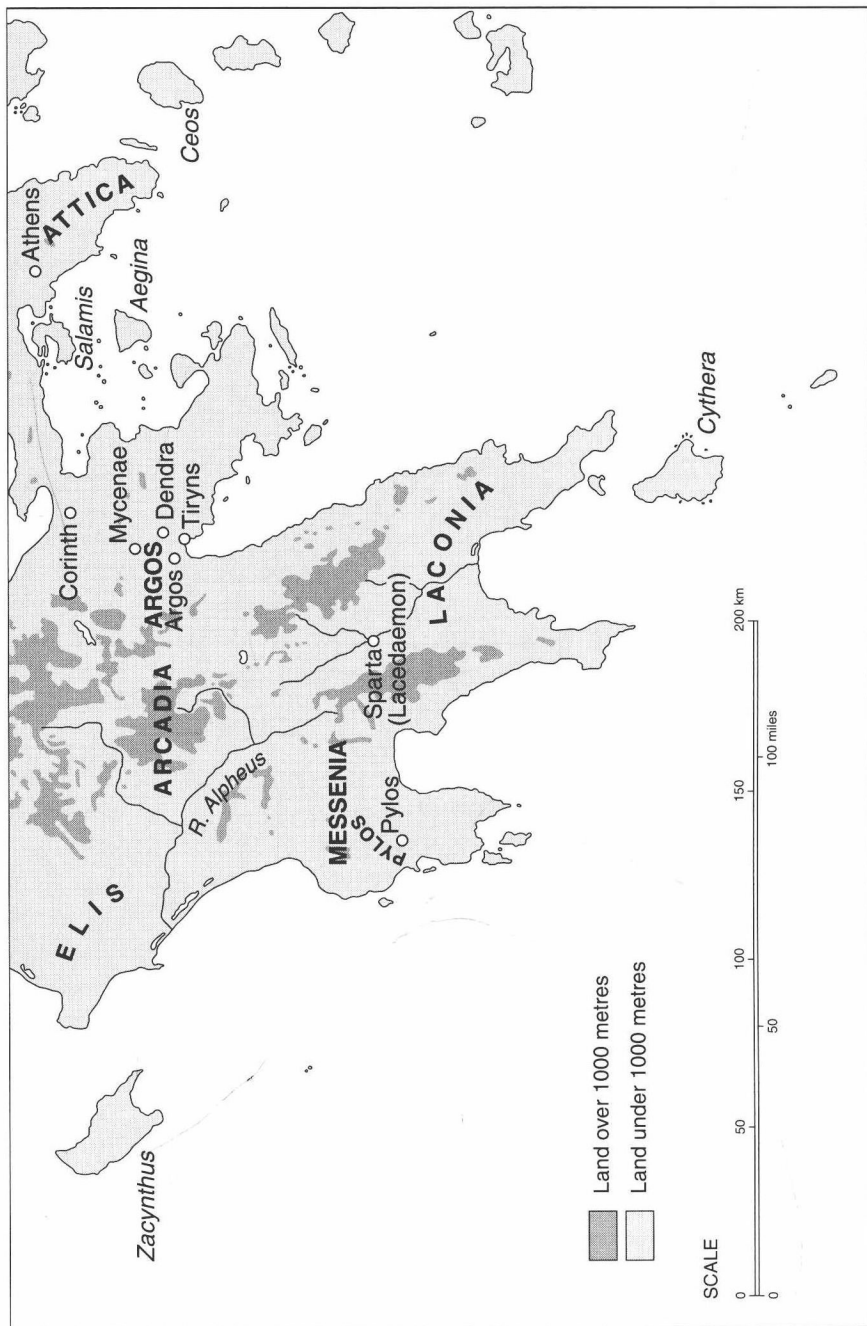 Athens
ATTICA
Salamis
Aegina
Ceos
Corinth
Mycenae
ARGOS
Dendra
Argos
Tiryns
ELIS
ARCADIA
R. Alpheus
Zacynthus
MESSENIA
PYLOS
Pylos
Sparta
(Lacedaemon)
LACONIA
Cythera
Land over 1000 metres
Land under 1000 metres
SCALE
0 50 100 150 200 km
0 50 100 miles